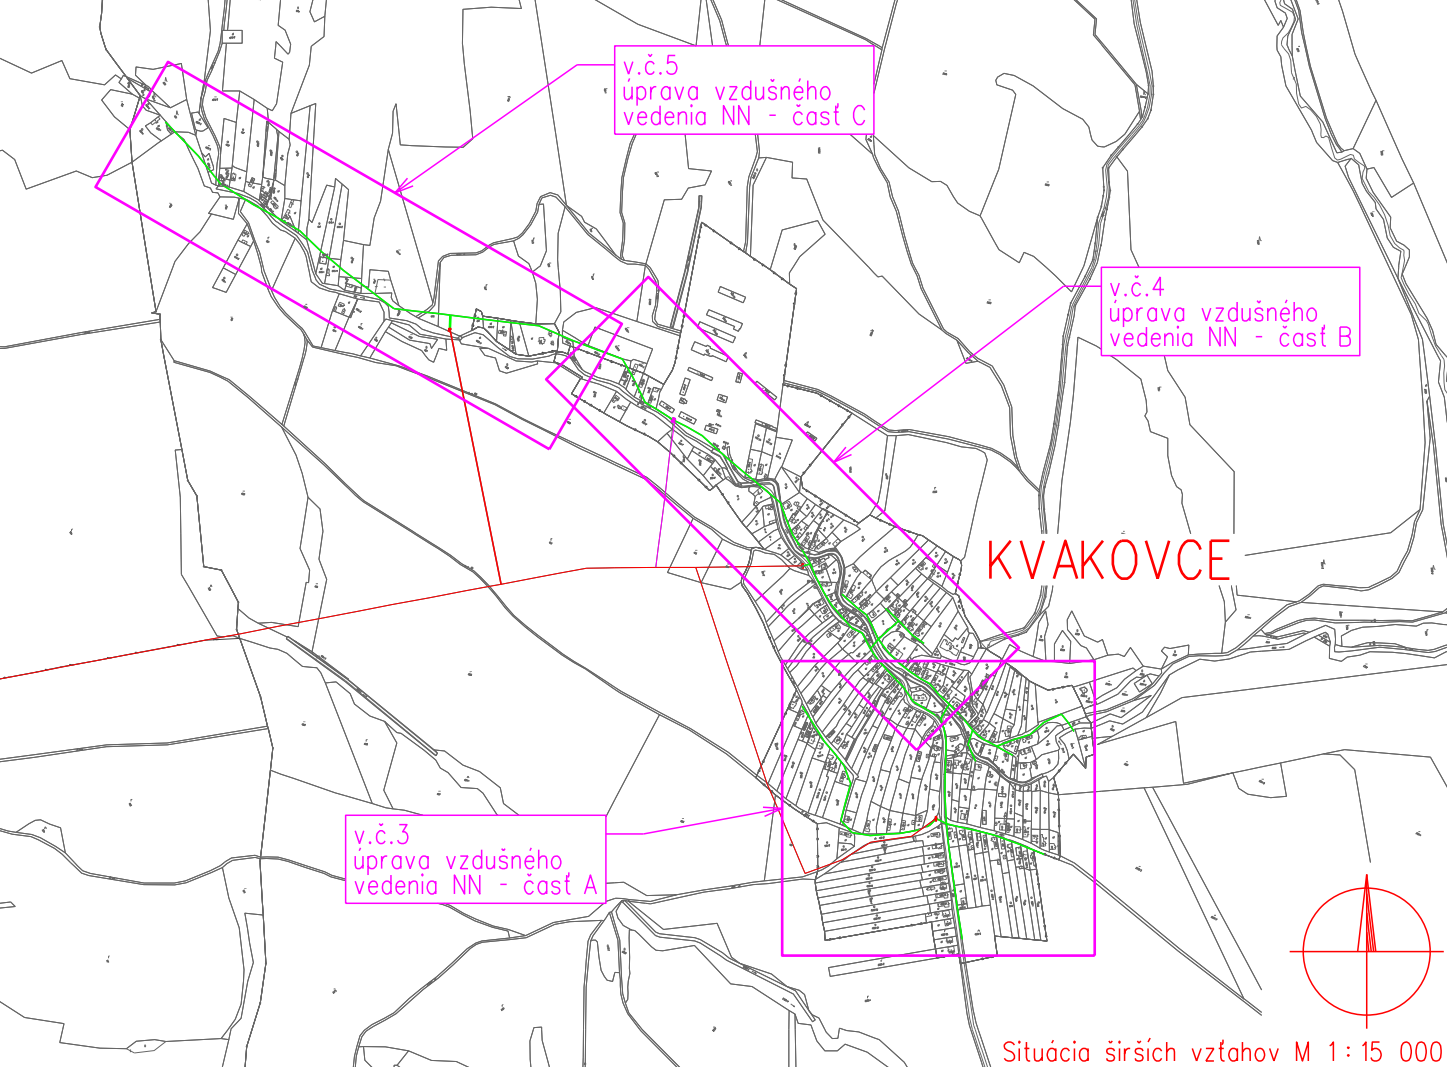 v.č.5
úprava vzdušného
vedenia NN - časť C
v.č.4
úprava vzdušného
vedenia NN - časť B
KVAKOVCE
v.č.3
úprava vzdušného
vedenia NN - časť A
Situácia širších vzťahov M 1:15 000